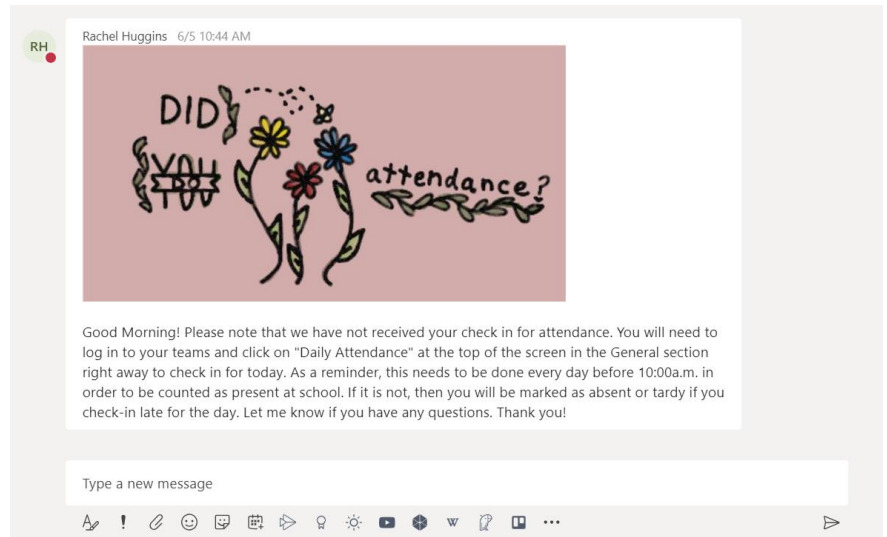 Rachel Huggins 6/5 10:44 AM
RH
DID
YOU
DO
attendance?
Good Morning! Please note that we have not received your check in for attendance. You will need to
log in to your teams and click on "Daily Attendance" at the top of the screen in the General section
right away to check in for today. As a reminder, this needs to be done every day before 10:00a.m. in
order to be counted as present at school. If it is not, then you will be marked as absent or tardy if you
check-in late for the day. Let me know if you have any questions. Thank you!
Type a new message
W